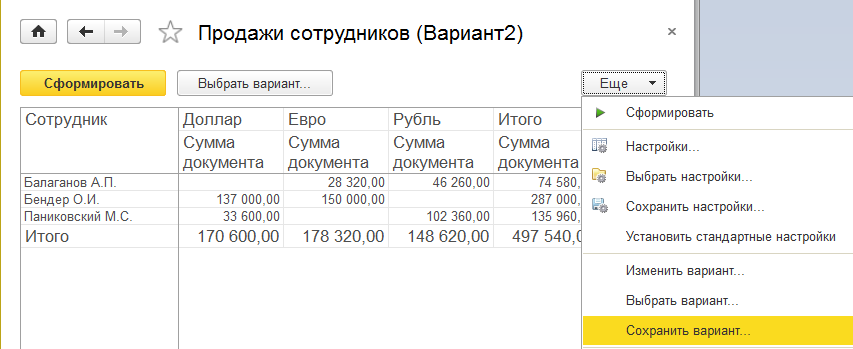 Продажи сотрудников (Вариант2)
×
Сформировать
Выбрать вариант...
Еще
Сотрудник Доллар Евро Рубль Итого
Сумма документа Сумма документа Сумма документа Сумма документа
Балаганов А.П. 28 320,00 46 260,00 74 580,
Бендер О.И. 137 000,00 150 000,00 287 000,
Паниковский М.С. 33 600,00 102 360,00 135 960,
Итого 170 600,00 178 320,00 148 620,00 497 540,0
Сформировать
Настройки...
Выбрать настройки...
Сохранить настройки...
Установить стандартные настройки
Изменить вариант...
Выбрать вариант...
Сохранить вариант...